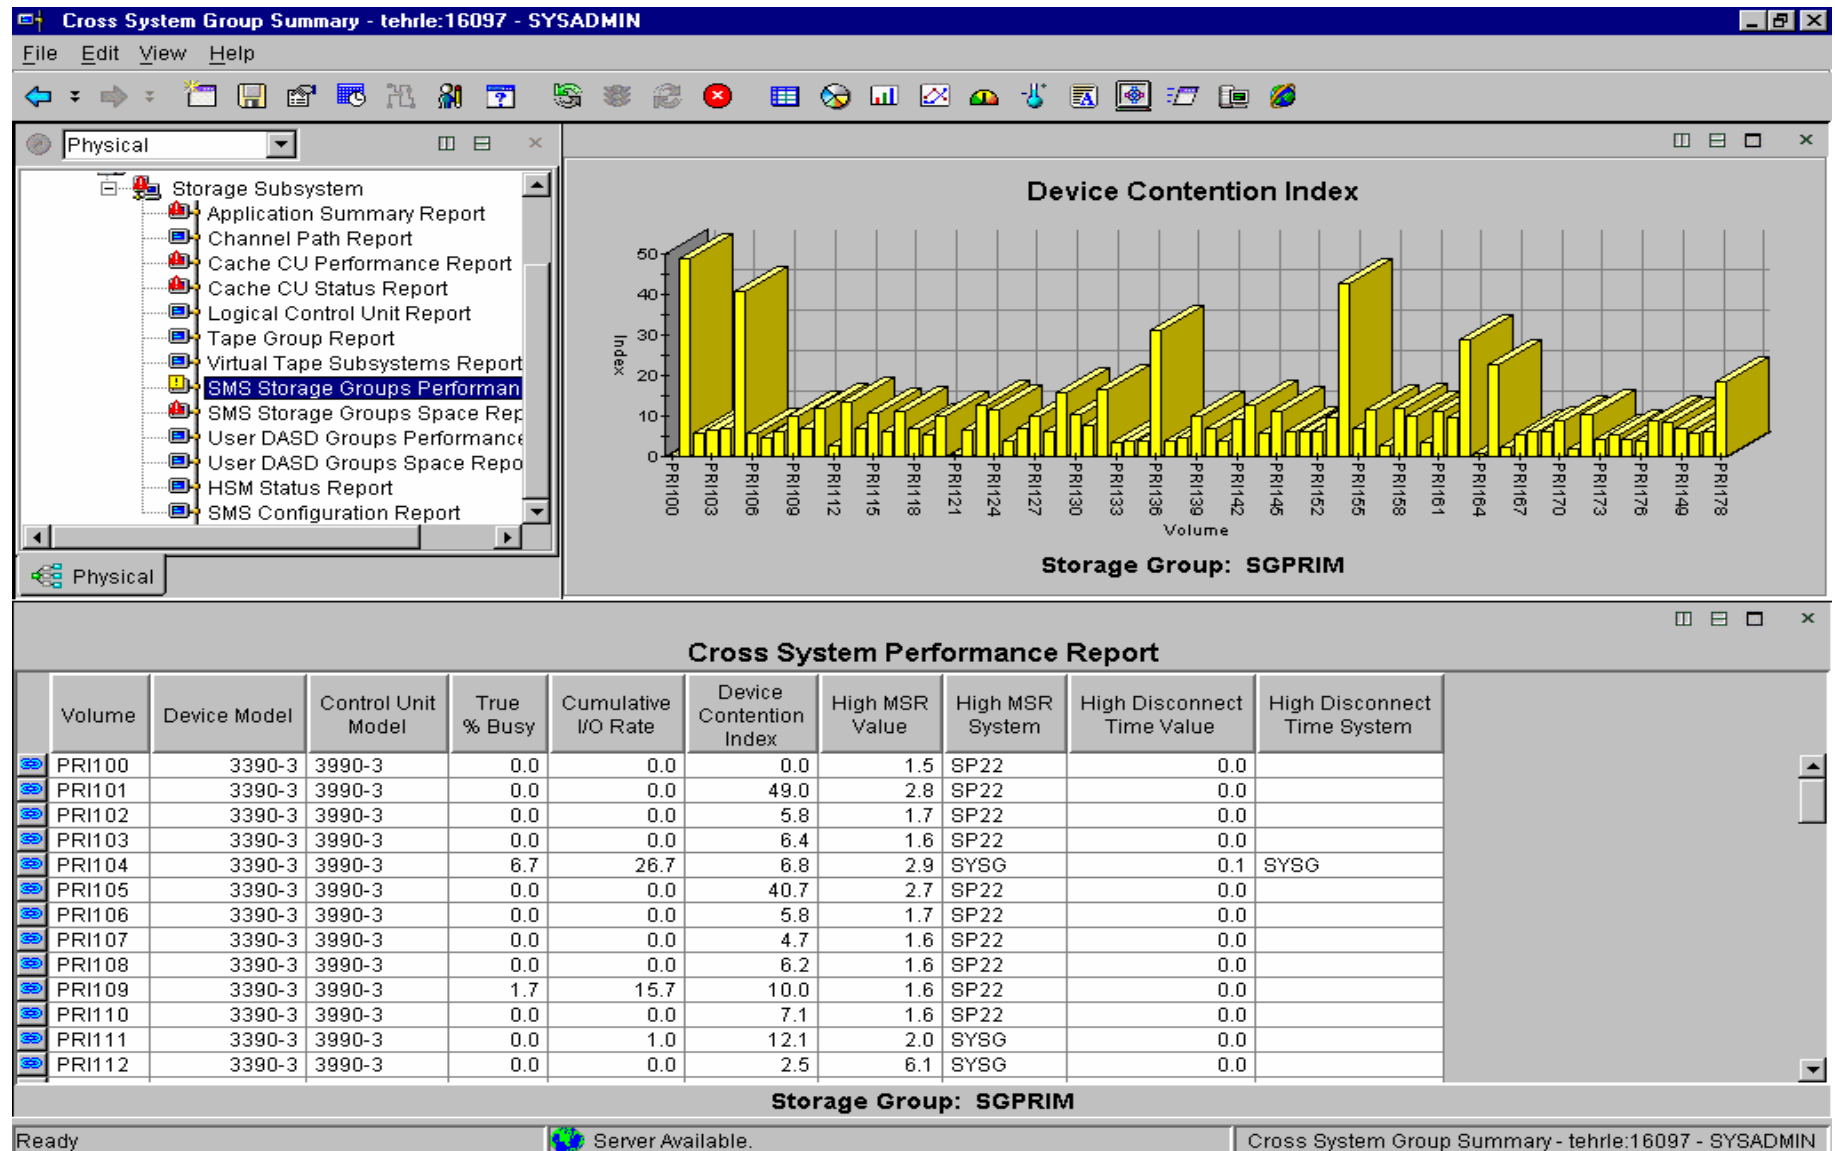 Cross System Group Summary - tehrle:16097 - SYSADMIN
File Edit View Help
Physical
Storage Subsystem
Application Summary Report
Channel Path Report
Cache CU Performance Report
Cache CU Status Report
Logical Control Unit Report
Tape Group Report
Virtual Tape Subsystems Report
SMS Storage Groups Performan
SMS Storage Groups Space Rep
User DASD Groups Performance
User DASD Groups Space Repo
HSM Status Report
SMS Configuration Report
Physical
Device Contention Index
Index
50
40
30
20
10
0
PRI100 PRI103 PRI106 PRI109 PRI112 PRI115 PRI118 PRI121 PRI124 PRI127 PRI130 PRI133 PRI136 PRI139 PRI142 PRI145 PRI152 PRI155 PRI158 PRI161 PRI164 PRI167 PRI170 PRI173 PRI176 PRI149 PRI178
Volume
Storage Group: SGPRIM
Cross System Performance Report
Volume Device Model Control Unit Model True % Busy Cumulative I/O Rate Device Contention Index High MSR Value High MSR System High Disconnect Time Value High Disconnect Time System
PRI100 3390-3 3990-3 0.0 0.0 0.0 1.5 SP22 0.0
PRI101 3390-3 3990-3 0.0 0.0 49.0 2.8 SP22 0.0
PRI102 3390-3 3990-3 0.0 0.0 5.8 1.7 SP22 0.0
PRI103 3390-3 3990-3 0.0 0.0 6.4 1.6 SP22 0.0
PRI104 3390-3 3990-3 6.7 26.7 6.8 2.9 SYSG 0.1 SYSG
PRI105 3390-3 3990-3 0.0 0.0 40.7 2.7 SP22 0.0
PRI106 3390-3 3990-3 0.0 0.0 5.8 1.7 SP22 0.0
PRI107 3390-3 3990-3 0.0 0.0 4.7 1.6 SP22 0.0
PRI108 3390-3 3990-3 0.0 0.0 6.2 1.6 SP22 0.0
PRI109 3390-3 3990-3 1.7 15.7 10.0 1.6 SP22 0.0
PRI110 3390-3 3990-3 0.0 0.0 7.1 1.6 SP22 0.0
PRI111 3390-3 3990-3 0.0 1.0 12.1 2.0 SYSG 0.0
PRI112 3390-3 3990-3 0.0 0.0 2.5 6.1 SYSG 0.0
Storage Group: SGPRIM
Ready
Server Available.
Cross System Group Summary - tehrle:16097 - SYSADMIN